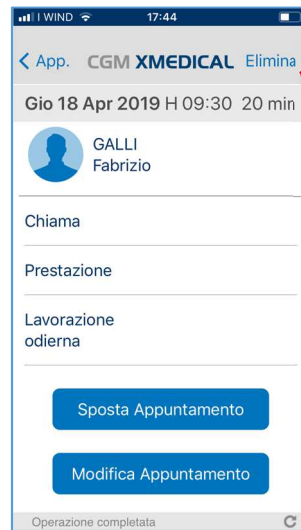 I WIND 17:44
App. CGM XMEDICAL Elimina
Gio 18 Apr 2019 H 09:30 20 min
GALLI
Fabrizio
Chiama
Prestazione
Lavorazione
odierna
Sposta Appuntamento
Modifica Appuntamento
Operazione completata